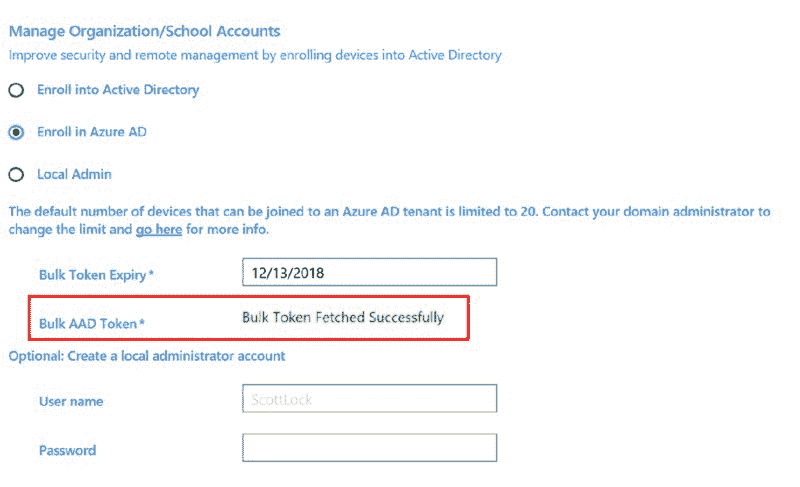 Manage Organization/School Accounts
Improve security and remote management by enrolling devices into Active Directory
Enroll into Active Directory
Enroll in Azure AD
Local Admin
The default number of devices that can be joined to an Azure AD tenant is limited to 20. Contact your domain administrator to
change the limit and go here for more info.
Bulk Token Expiry* 12/13/2018
Bulk AAD Token* Bulk Token Fetched Successfully
Optional: Create a local administrator account
User name ScottLock
Password